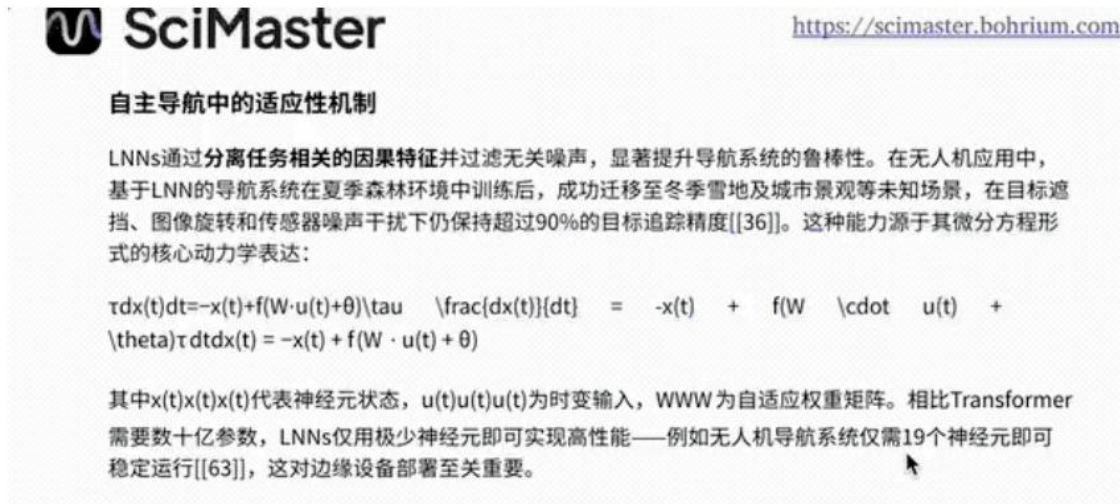 SciMaster
https://scimaster.bohrium.com
自主导航中的适应性机制
LNNs通过分离任务相关的因果特征并过滤无关噪声，显著提升导航系统的鲁棒性。在无人机应用中，
基于LNN的导航系统在夏季森林环境中训练后，成功迁移至冬季雪地及城市景观等未知场景，在目标遮
挡、图像旋转和传感器噪声干扰下仍保持超过90%的目标追踪精度[[36]]。这种能力源于其微分方程形
式的核心动力学表达：
τdx(t)dt=−x(t)+f(W⋅u(t)+θ)\tau \frac{dx(t)}{dt} = -x(t) + f(W \cdot u(t) +
\theta)τdtdx(t) = −x(t) + f(W ⋅ u(t) + θ)
其中x(t)x(t)x(t)代表神经元状态，u(t)u(t)u(t)为时变输入，WWW为自适应权重矩阵。相比Transformer
需要数十亿参数，LNNs仅用极少神经元即可实现高性能——例如无人机导航系统仅需19个神经元即可
稳定运行[[63]]，这对边缘设备部署至关重要。